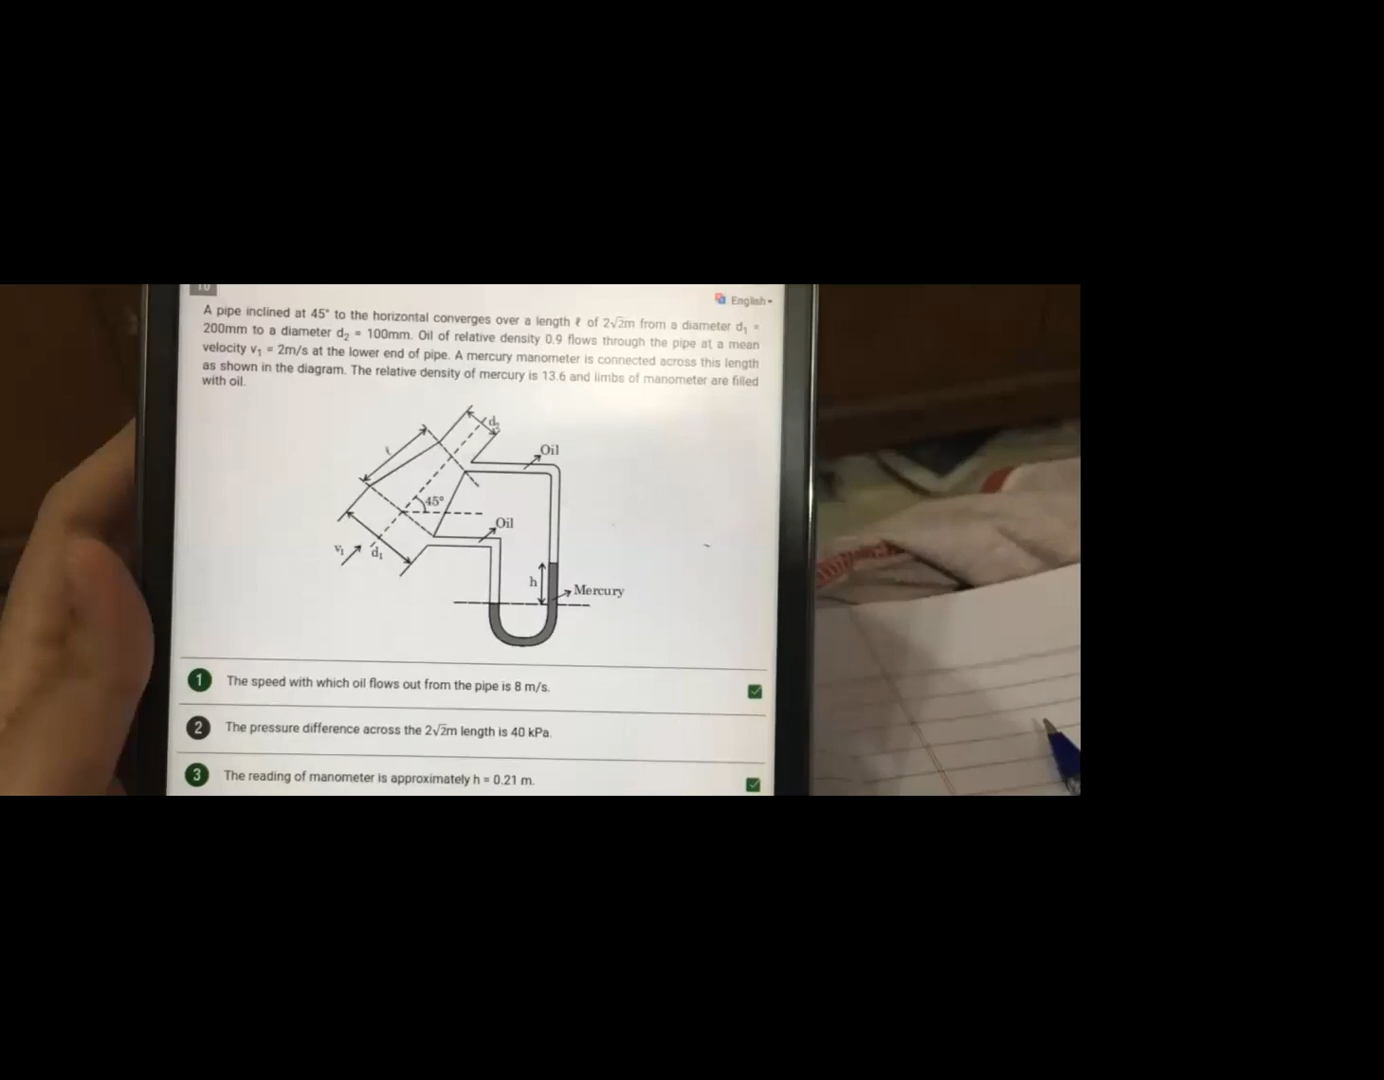 10
English
A pipe inclined at 45° to the horizontal converges over a length ℓ of 2√2m from a diameter d₁ =
200mm to a diameter d₂ = 100mm. Oil of relative density 0.9 flows through the pipe at a mean
velocity v₁ = 2m/s at the lower end of pipe. A mercury manometer is connected across this length
as shown in the diagram. The relative density of mercury is 13.6 and limbs of manometer are filled
with oil.
d₂
ℓ
Oil
45°
Oil
v₁
d₁
h
Mercury
1 The speed with which oil flows out from the pipe is 8 m/s.
2 The pressure difference across the 2√2m length is 40 kPa.
3 The reading of manometer is approximately h = 0.21 m.